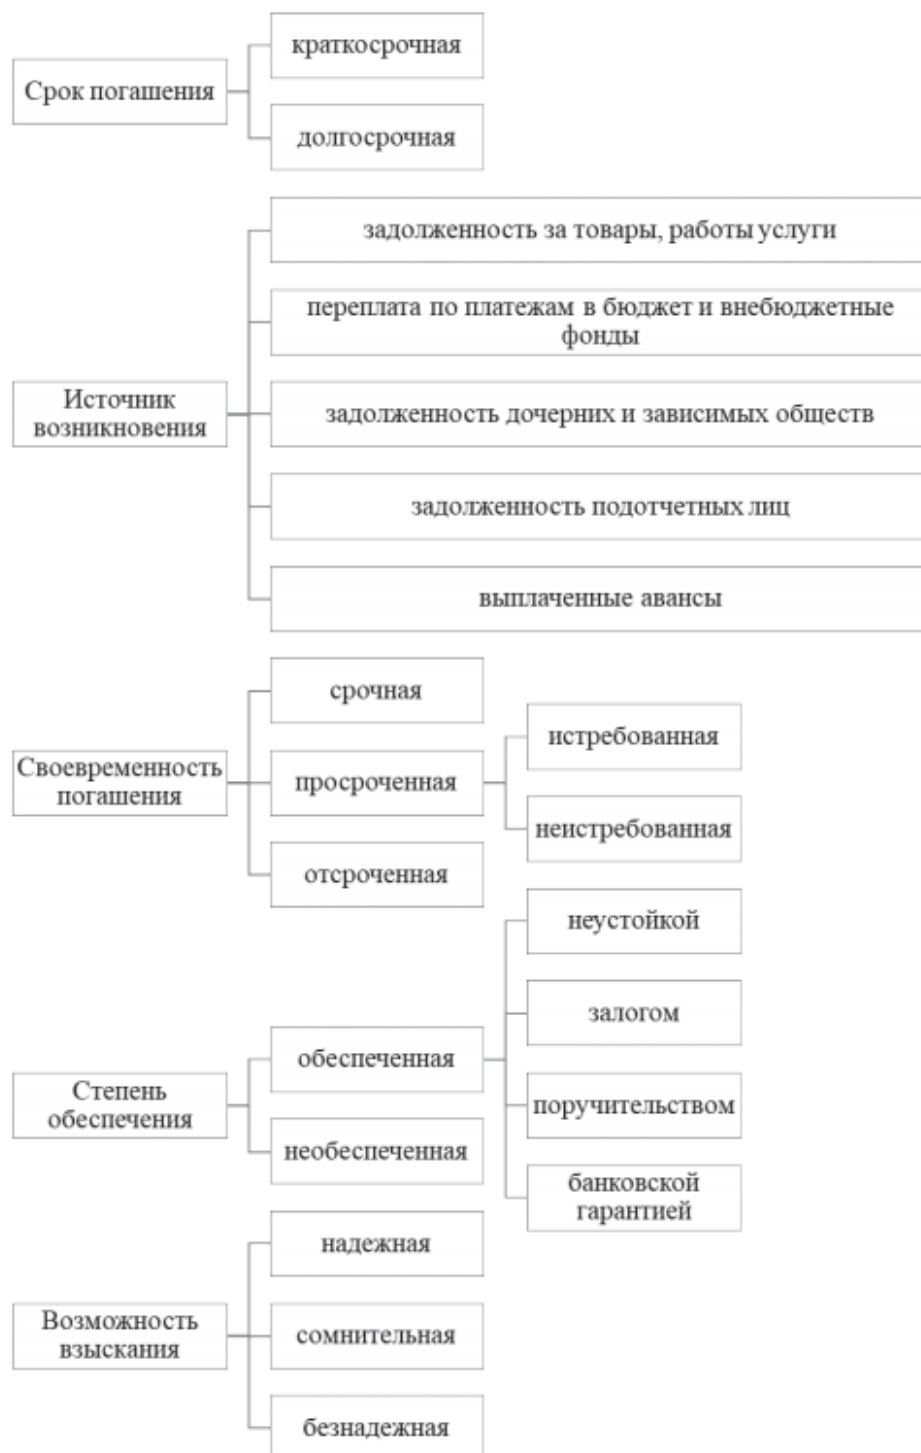 краткосрочная
Срок погашения
долгосрочная
задолженность за товары, работы услуги
переплата по платежам в бюджет и внебюджетные
фонды
Источник
возникновения
задолженность дочерних и зависимых обществ
задолженность подотчетных лиц
выплаченные авансы
срочная
Своевременность
погашения
просроченная
истребованная
неистребованная
отсроченная
Степень
обеспечения
обеспеченная
неустойкой
залогом
поручительством
банковской
гарантией
необеспеченная
надежная
Возможность
взыскания
сомнительная
безнадежная